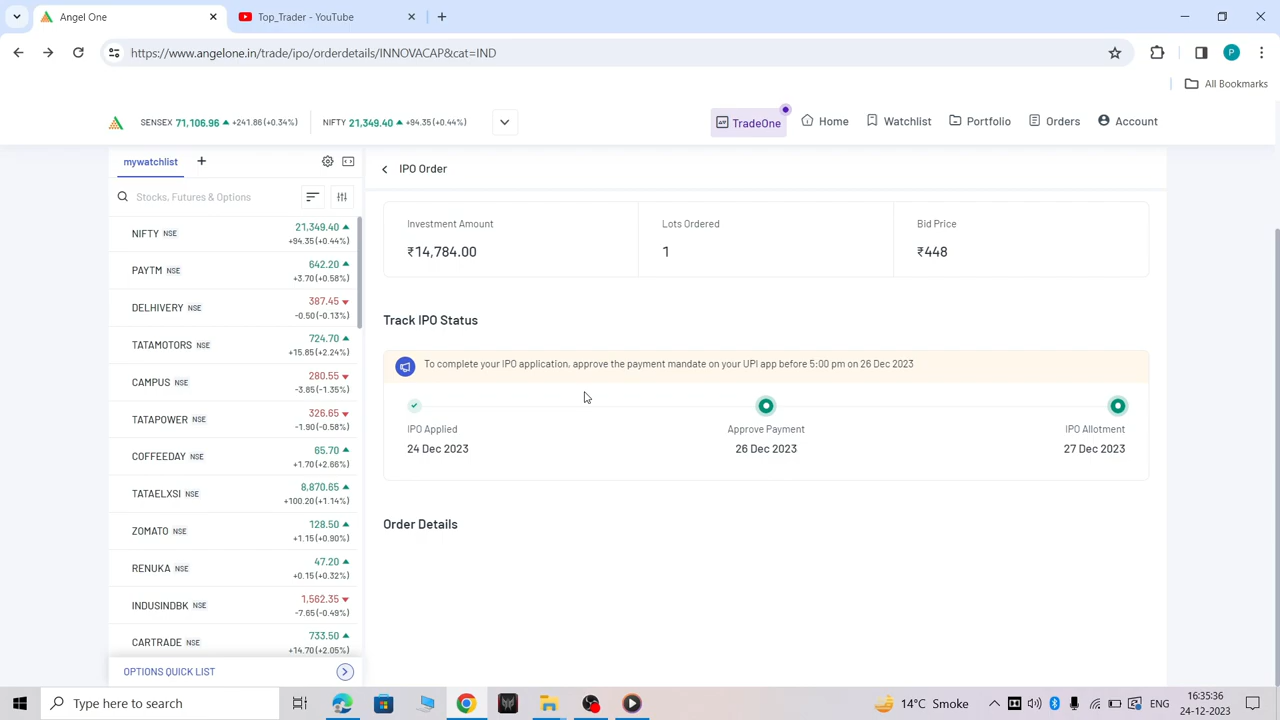 Angel One
Top_Trader - YouTube
https://www.angelone.in/trade/ipo/orderdetails/INNOVACAP&cat=IND
P
All Bookmarks
SENSEX 71,106.96 +241.86 (+0.34%)
NIFTY 21,349.40 +94.35 (+0.44%)
TradeOne
Home
Watchlist
Portfolio
Orders
Account
mywatchlist
IPO Order
Stocks, Futures & Options
NIFTY NSE
21,349.40
+94.35 (+0.44%)
PAYTM NSE
642.20
+3.70 (+0.58%)
DELHIVERY NSE
387.45
-0.50 (-0.13%)
TATAMOTORS NSE
724.70
+15.85 (+2.24%)
CAMPUS NSE
280.55
-3.85 (-1.35%)
TATAPOWER NSE
326.65
-1.90 (-0.58%)
COFFEEDAY NSE
65.70
+1.70 (+2.66%)
TATAELXSI NSE
8,870.65
+100.20 (+1.14%)
ZOMATO NSE
128.50
+1.15 (+0.90%)
RENUKA NSE
47.20
+0.15 (+0.32%)
INDUSINDBK NSE
1,562.35
-7.65 (-0.49%)
CARTRADE NSE
733.50
+14.70 (+2.05%)
OPTIONS QUICK LIST
Investment Amount
₹14,784.00
Lots Ordered
1
Bid Price
₹448
Track IPO Status
To complete your IPO application, approve the payment mandate on your UPI app before 5:00 pm on 26 Dec 2023
IPO Applied
24 Dec 2023
Approve Payment
26 Dec 2023
IPO Allotment
27 Dec 2023
Order Details
Type here to search
14°C Smoke
ENG
16:35:36
24-12-2023